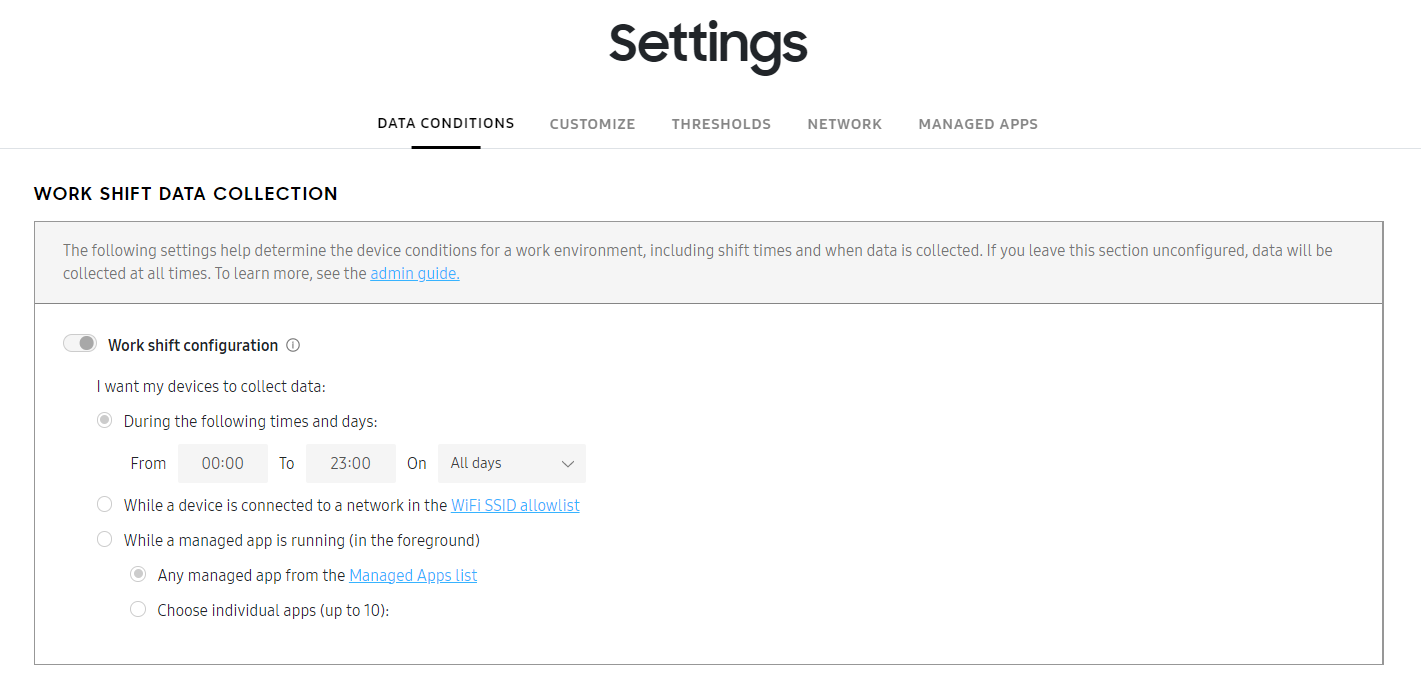 Settings
DATA CONDITIONS CUSTOMIZE THRESHOLDS NETWORK MANAGED APPS
WORK SHIFT DATA COLLECTION
The following settings help determine the device conditions for a work environment, including shift times and when data is collected. If you leave this section unconfigured, data will be
collected at all times. To learn more, see the admin guide.
Work shift configuration
I want my devices to collect data:
During the following times and days:
From 00:00 To 23:00 On All days
While a device is connected to a network in the WiFi SSID allowlist
While a managed app is running (in the foreground)
Any managed app from the Managed Apps list
Choose individual apps (up to 10):